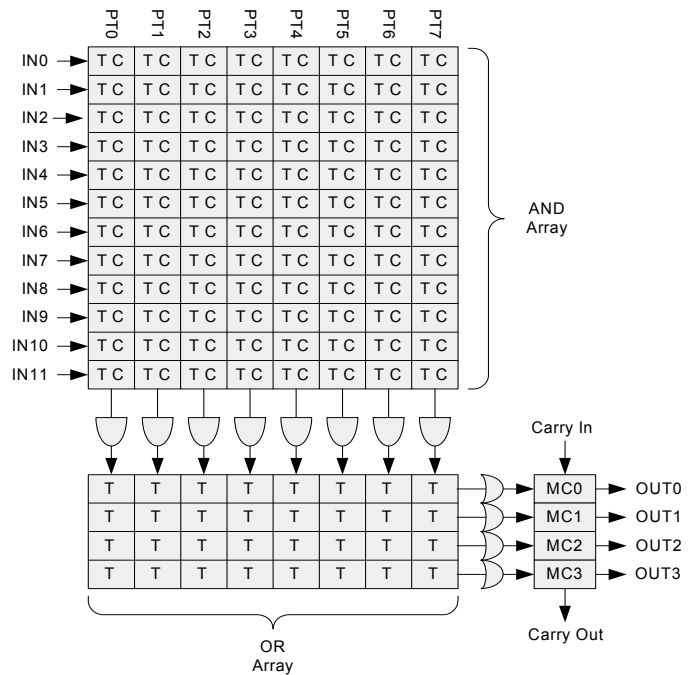 PT0 PT1 PT2 PT3 PT4 PT5 PT6 PT7
IN0 T C T C T C T C T C T C T C T C
IN1 T C T C T C T C T C T C T C T C
IN2 T C T C T C T C T C T C T C T C
IN3 T C T C T C T C T C T C T C T C
IN4 T C T C T C T C T C T C T C T C
IN5 T C T C T C T C T C T C T C T C
IN6 T C T C T C T C T C T C T C T C
IN7 T C T C T C T C T C T C T C T C
IN8 T C T C T C T C T C T C T C T C
IN9 T C T C T C T C T C T C T C T C
IN10 T C T C T C T C T C T C T C T C
IN11 T C T C T C T C T C T C T C T C
AND
Array
Carry In
T T T T T T T T MC0 OUT0
T T T T T T T T MC1 OUT1
T T T T T T T T MC2 OUT2
T T T T T T T T MC3 OUT3
Carry Out
OR
Array